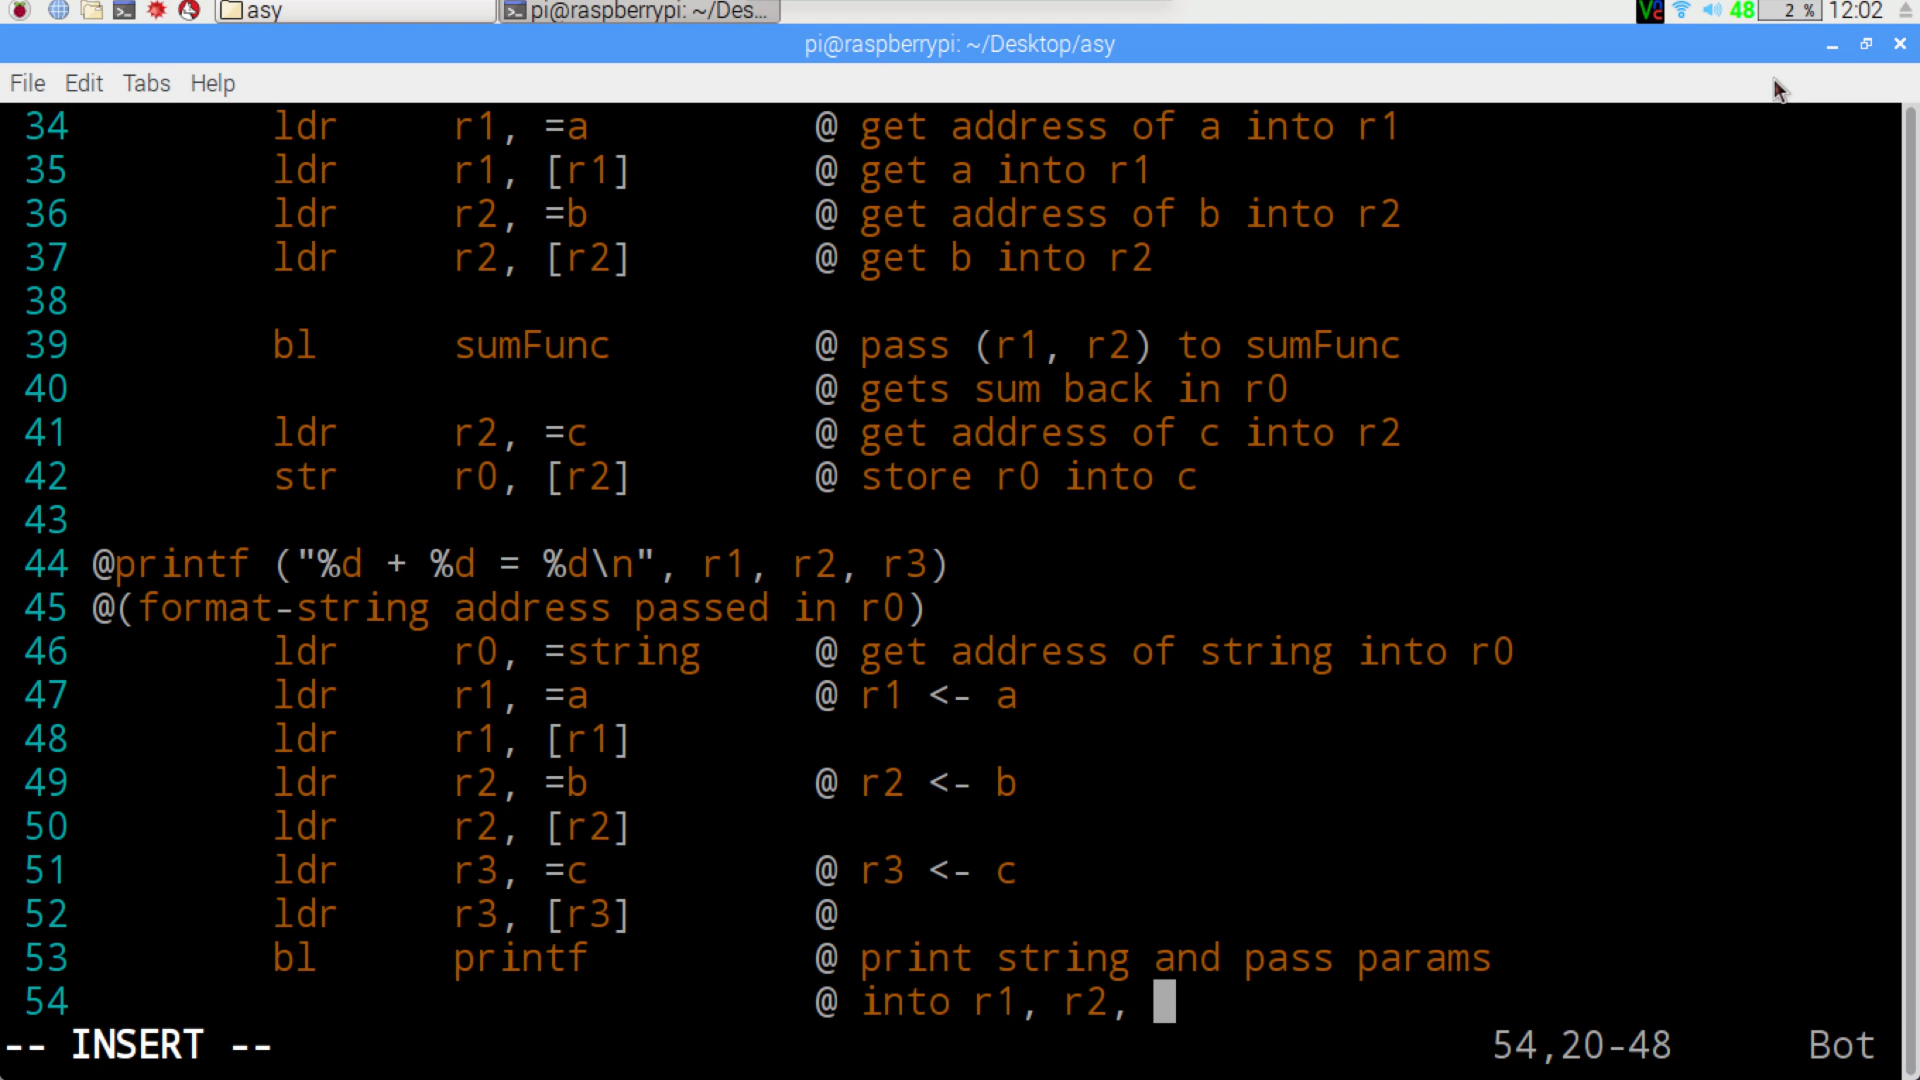 asy
pi@raspberrypi: ~/Des...
48
2 %
12:02
pi@raspberrypi: ~/Desktop/asy
File Edit Tabs Help
34 ldr r1, =a @ get address of a into r1
35 ldr r1, [r1] @ get a into r1
36 ldr r2, =b @ get address of b into r2
37 ldr r2, [r2] @ get b into r2
38
39 bl sumFunc @ pass (r1, r2) to sumFunc
40 @ gets sum back in r0
41 ldr r2, =c @ get address of c into r2
42 str r0, [r2] @ store r0 into c
43
44 @printf ("%d + %d = %d\n", r1, r2, r3)
45 @(format-string address passed in r0)
46 ldr r0, =string @ get address of string into r0
47 ldr r1, =a @ r1 <- a
48 ldr r1, [r1]
49 ldr r2, =b @ r2 <- b
50 ldr r2, [r2]
51 ldr r3, =c @ r3 <- c
52 ldr r3, [r3] @
53 bl printf @ print string and pass params
54 @ into r1, r2,
-- INSERT -- 54,20-48 Bot